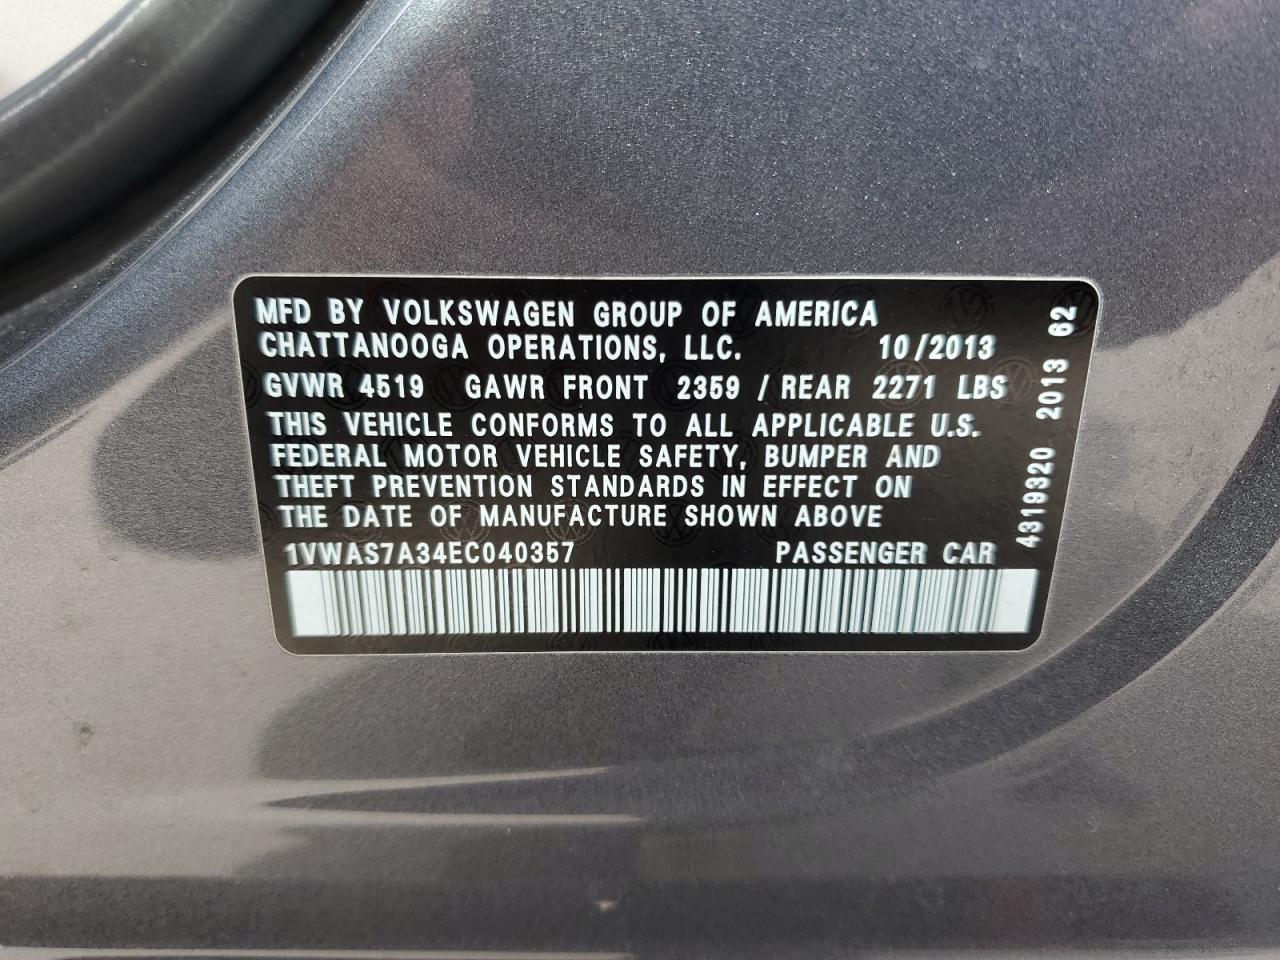 MFD BY VOLKSWAGEN GROUP OF AMERICA
CHATTANOOGA OPERATIONS, LLC. 10/2013
GVWR 4519 GAWR FRONT 2359 / REAR 2271 LBS
THIS VEHICLE CONFORMS TO ALL APPLICABLE U.S.
FEDERAL MOTOR VEHICLE SAFETY, BUMPER AND
THEFT PREVENTION STANDARDS IN EFFECT ON
THE DATE OF MANUFACTURE SHOWN ABOVE
1VWAS7A34EC040357 PASSENGER CAR
4319320 2013 62